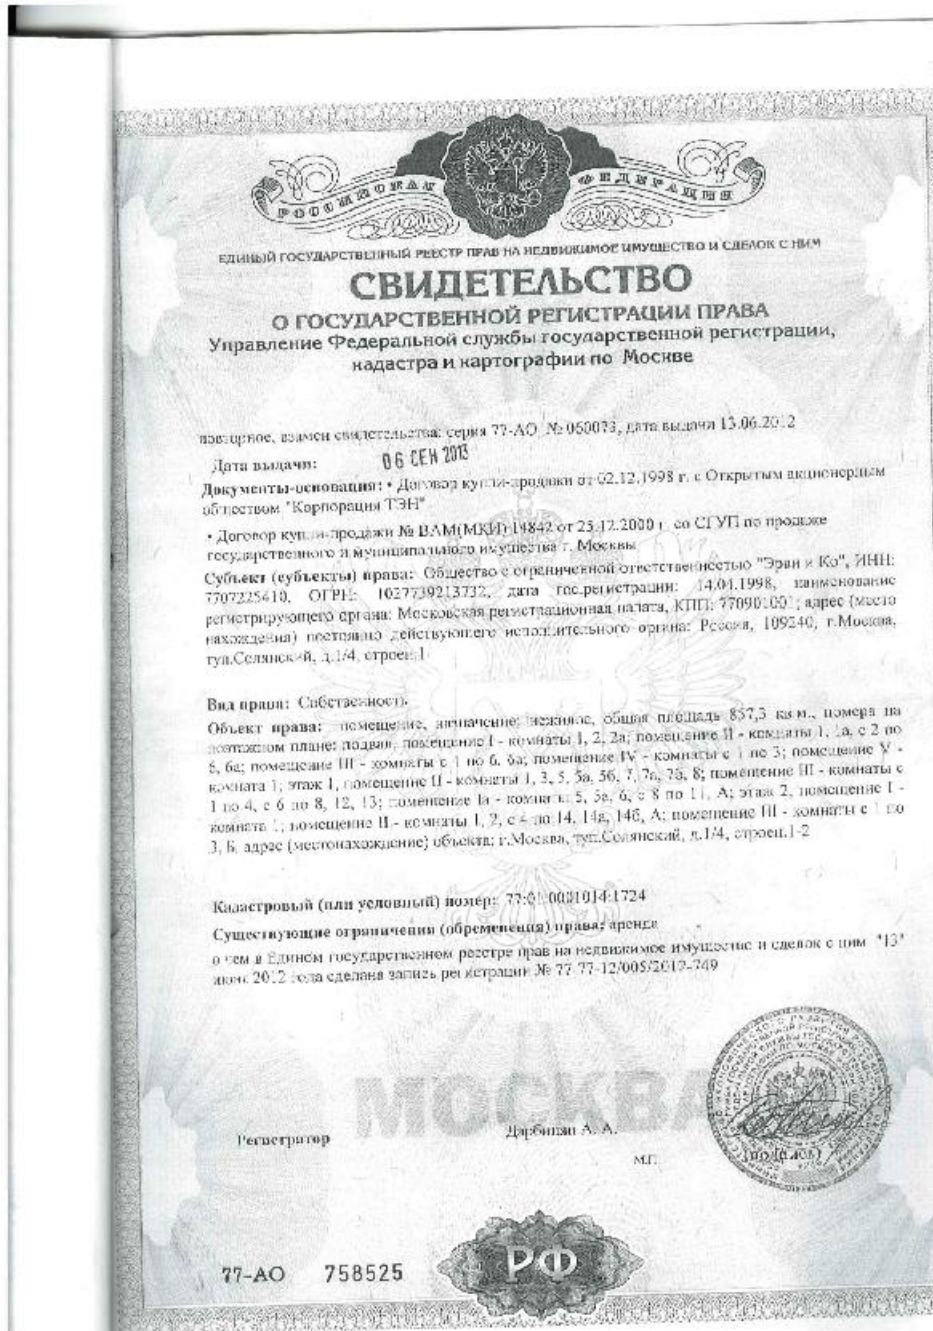 РОССИЙСКАЯ ФЕДЕРАЦИЯ
ЕДИНЫЙ ГОСУДАРСТВЕННЫЙ РЕЕСТР ПРАВ НА НЕДВИЖИМОЕ ИМУЩЕСТВО И СДЕЛОК С НИМ
СВИДЕТЕЛЬСТВО
О ГОСУДАРСТВЕННОЙ РЕГИСТРАЦИИ ПРАВА
Управление Федеральной службы государственной регистрации,
кадастра и картографии по Москве
повторное, взамен свидетельства: серия 77-АО № 060073, дата выдачи 13.06.2012
Дата выдачи: 06 СЕН 2013
Документы-основания: • Договор купли-продажи от 02.12.1998 г. с Открытым акционерным
обществом "Корпорация ТЭН"
• Договор купли-продажи № ВАМ(МКИ) 14842 от 25.12.2000 г. со СГУП по продаже
государственного и муниципального имущества г. Москвы
Субъект (субъекты) права: Общество с ограниченной ответственностью "Эрви и Ко", ИНН:
7707225410, ОГРН: 1027739213732, дата гос.регистрации: 14.04.1998, наименование
регистрирующего органа: Московская регистрационная палата, КПП: 770901001; адрес (место
нахождения) постоянно действующего исполнительного органа: Россия, 109240, г.Москва,
туп.Солянский, д.1/4, строен.1
Вид права: Собственность
Объект права: помещение, назначение: нежилое, общая площадь 857,3 кв.м., номера на
поэтажном плане: подвал, помещение I - комнаты 1, 2, 2а; помещение II - комнаты 1, 1а, с 2 по
6, 6а; помещение III - комнаты с 1 по 6, 6а; помещение IV - комнаты с 1 по 3; помещение V -
комната 1; этаж 1, помещение II - комнаты 1, 3, 5, 5а, 5б, 7, 7а, 7б, 8; помещение III - комнаты с
1 по 4, с 6 по 8, 12, 13; помещение - комнаты 5, 5а, 6, с 8 по 11, А; этаж 2, помещение I -
комната 1; помещение II - комнаты 1, 2, с 4 по 14, 14а, 14б, А; помещение III - комнаты с 1 по
3, Б, адрес (местонахождение) объекта: г.Москва, туп.Солянский, д.1/4, строен.1-2
Кадастровый (или условный) номер: 77:01:0001014:1724
Существующие ограничения (обременения) права: аренда
о чем в Едином государственном реестре прав на недвижимое имущество и сделок с ним "13"
июня 2012 года сделана запись регистрации № 77-77-12/005/2012-749
МОСКВА
Регистратор Дарбинян А. А.
М.П.
(подпись)
77-АО 758525
РФ